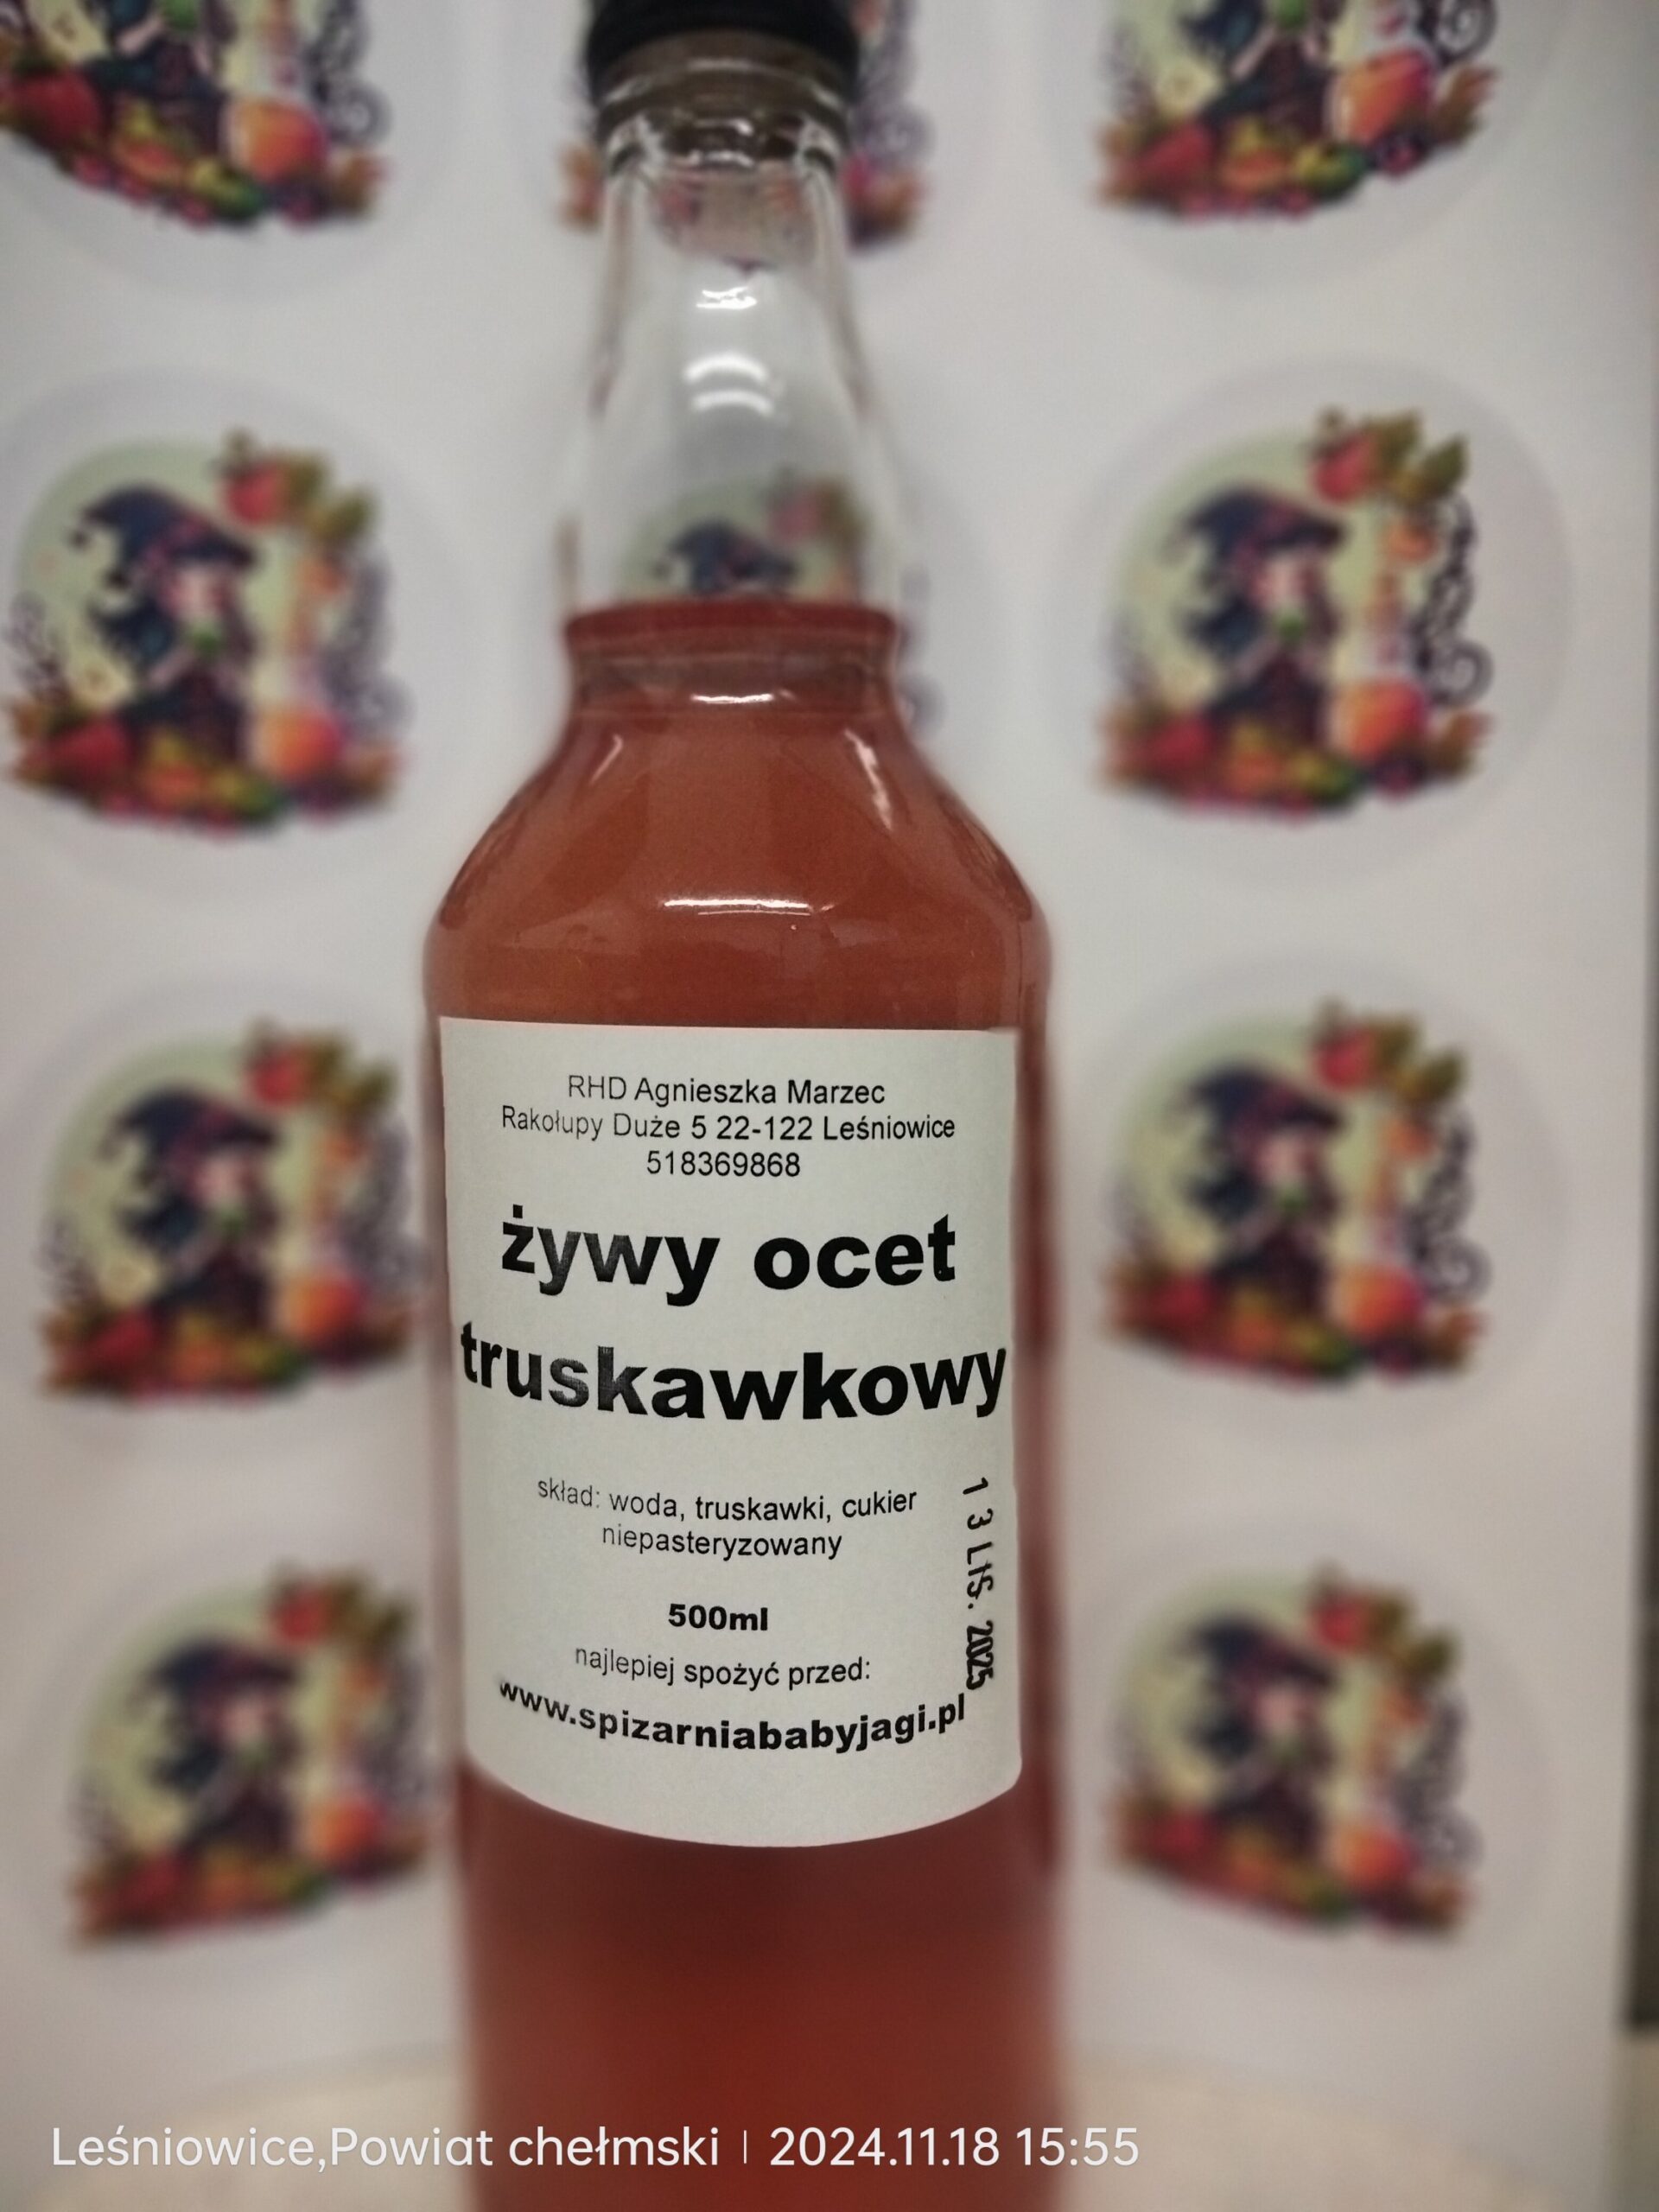 RHD Agnieszka Marzec
Rakołupy Duże 5 22-122 Leśniowice
518369868
żywy ocet
truskawkowy
skład: woda, truskawki, cukier
niepasteryzowany
500ml
najlepiej spożyć przed:
13 LIS. 2025
www.spizarniababyjagi.pl
Leśniowice,Powiat chełmski | 2024.11.18 15:55